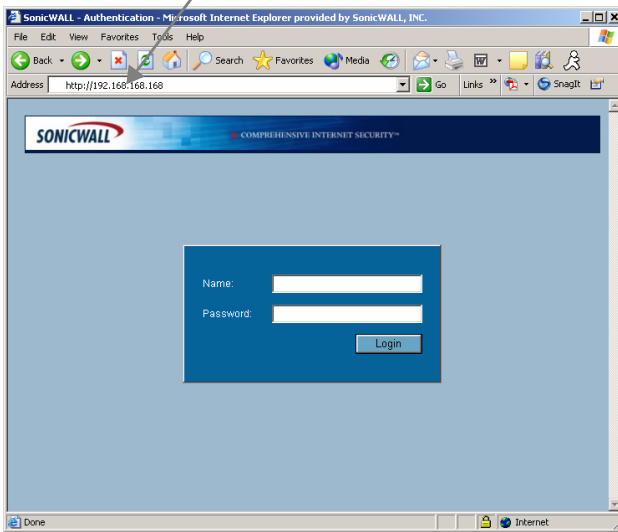 SonicWALL - Authentication - Microsoft Internet Explorer provided by SonicWALL, INC.
File Edit View Favorites Tools Help
Back Search Favorites Media SnagIt
Address http://192.168.168.168 Go Links »
SONICWALL COMPREHENSIVE INTERNET SECURITY™
Name:
Password:
Login
Done Internet